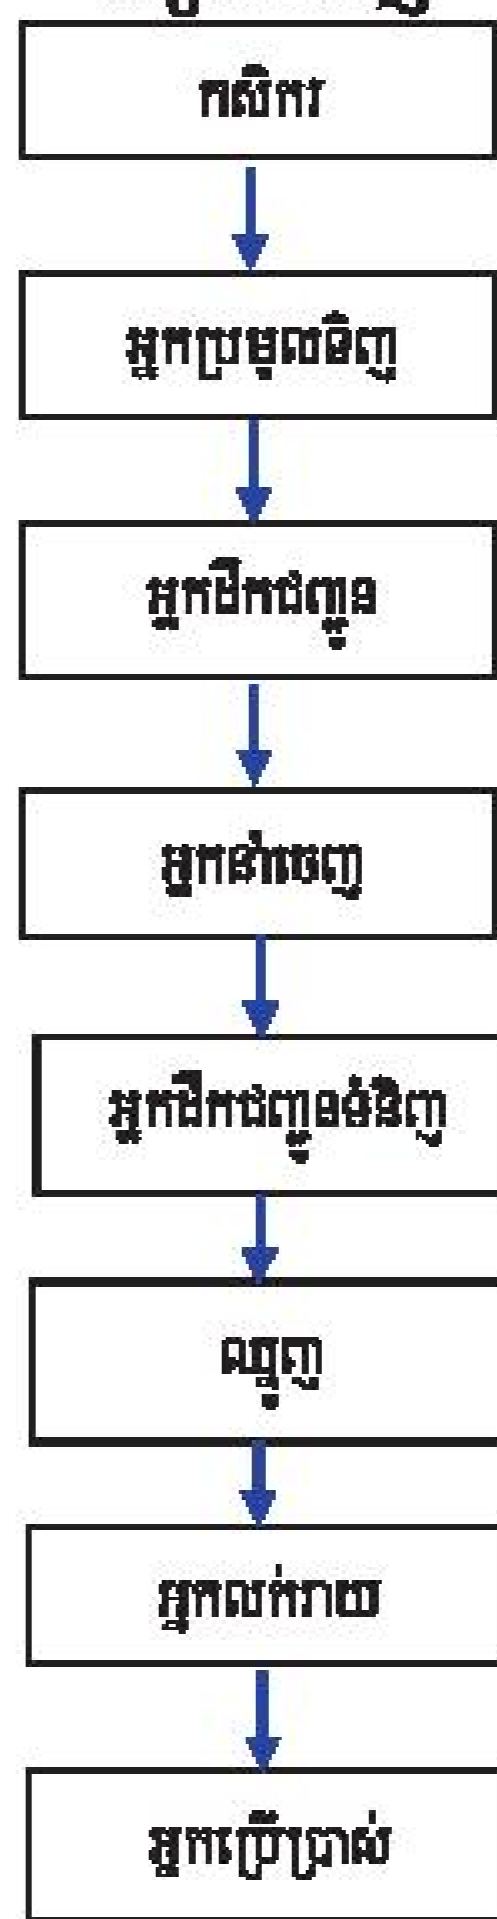 កសិករ
អ្នកប្រមូលទិញ
អ្នកដឹកជញ្ជូន
អ្នកនាំចេញ
អ្នកដឹកជញ្ជូនទំនិញ
ឈ្មួញ
អ្នកលក់រាយ
អ្នកប្រើប្រាស់